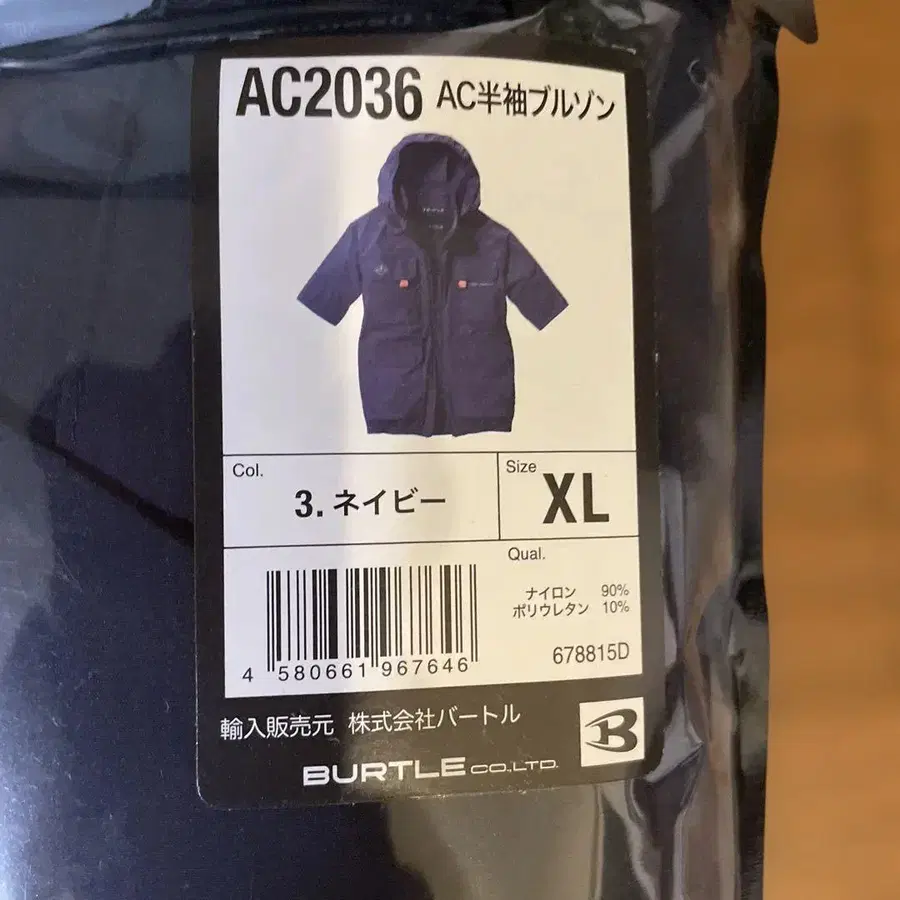 AC2036 AC半袖ブルゾン
Col.
3. ネイビー
Size
XL
Qual.
ナイロン 90%
ポリウレタン 10%
678815D
4 580661 967646
輸入販売元 株式会社バートル
BURTLE CO.,LTD.